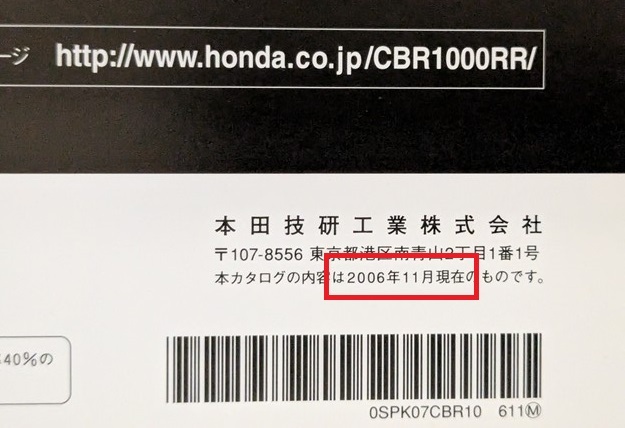 ージ http://www.honda.co.jp/CBR1000RR/
本田技研工業株式会社
〒107-8556 東京都港区南青山2丁目1番1号
本カタログの内容は2006年11月現在のものです。
40%の
0SPK07CBR10 611Ⓜ